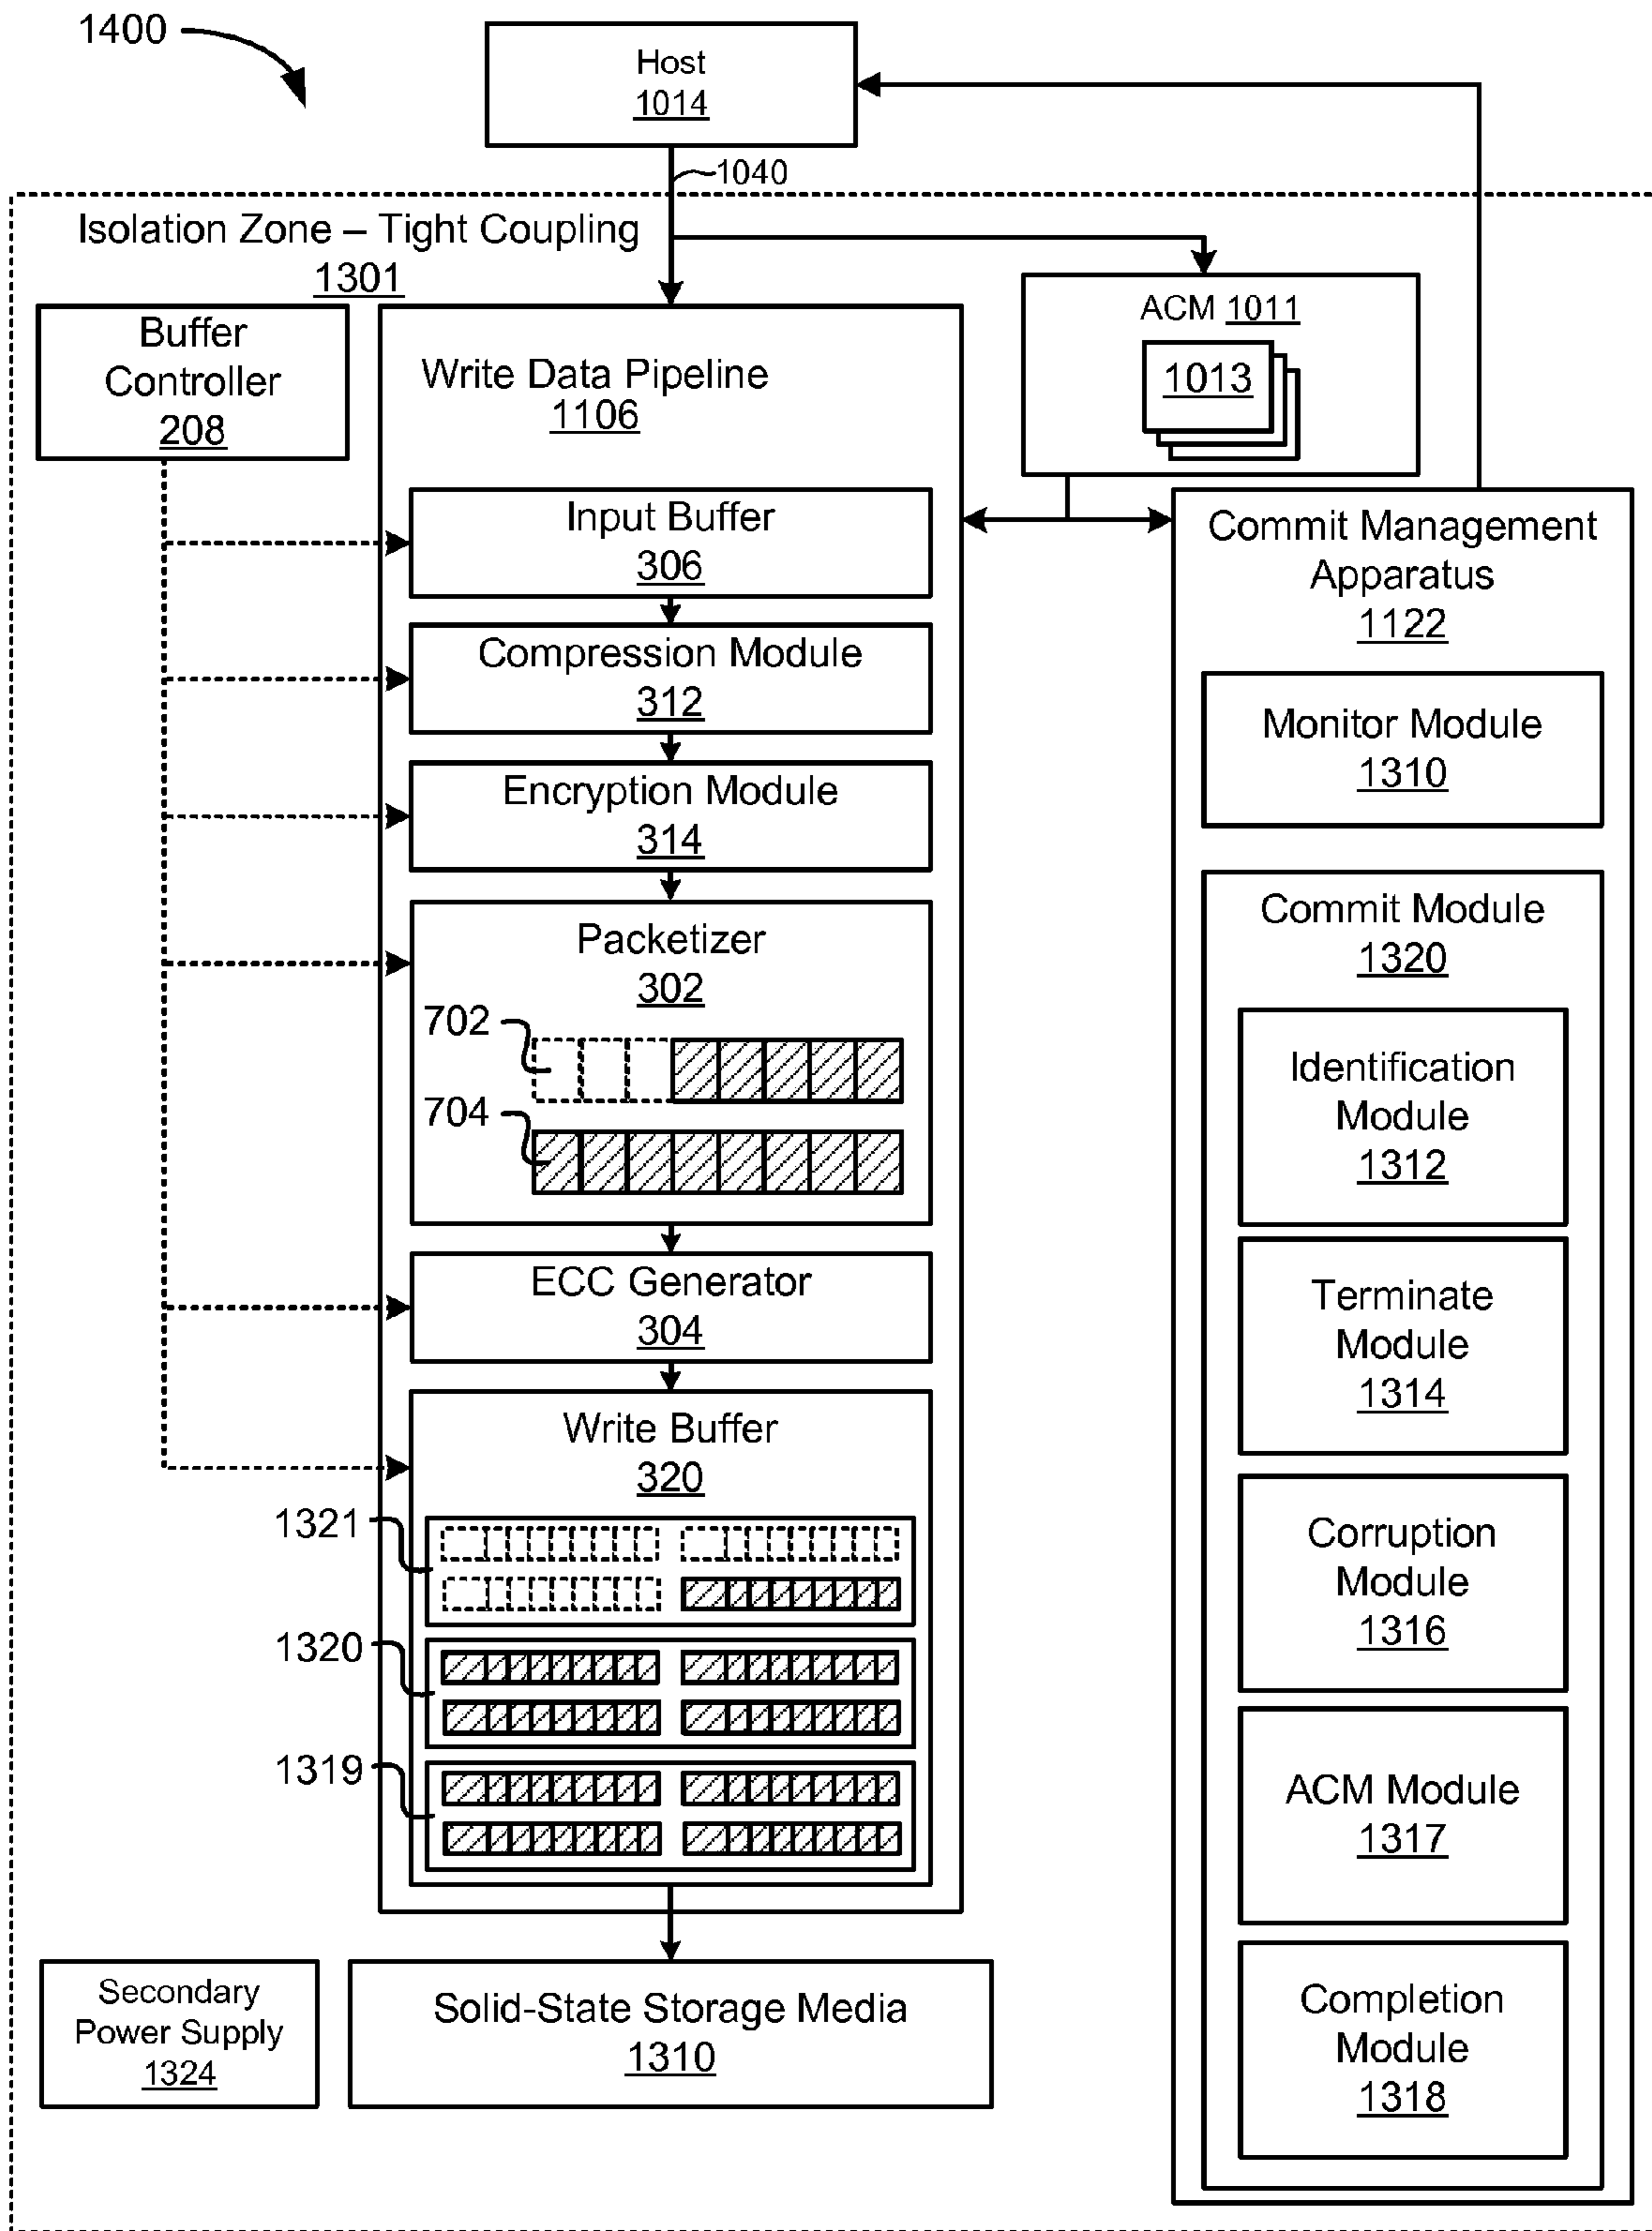 1400
Host
1014
1040
Isolation Zone – Tight Coupling
1301
Buffer
Controller
208
Write Data Pipeline
1106
ACM 1011
1013
Input Buffer
306
Compression Module
312
Encryption Module
314
Packetizer
302
702
704
ECC Generator
304
Write Buffer
320
1321
1320
1319
Commit Management
Apparatus
1122
Monitor Module
1310
Commit Module
1320
Identification
Module
1312
Terminate
Module
1314
Corruption
Module
1316
ACM Module
1317
Completion
Module
1318
Secondary
Power Supply
1324
Solid-State Storage Media
1310